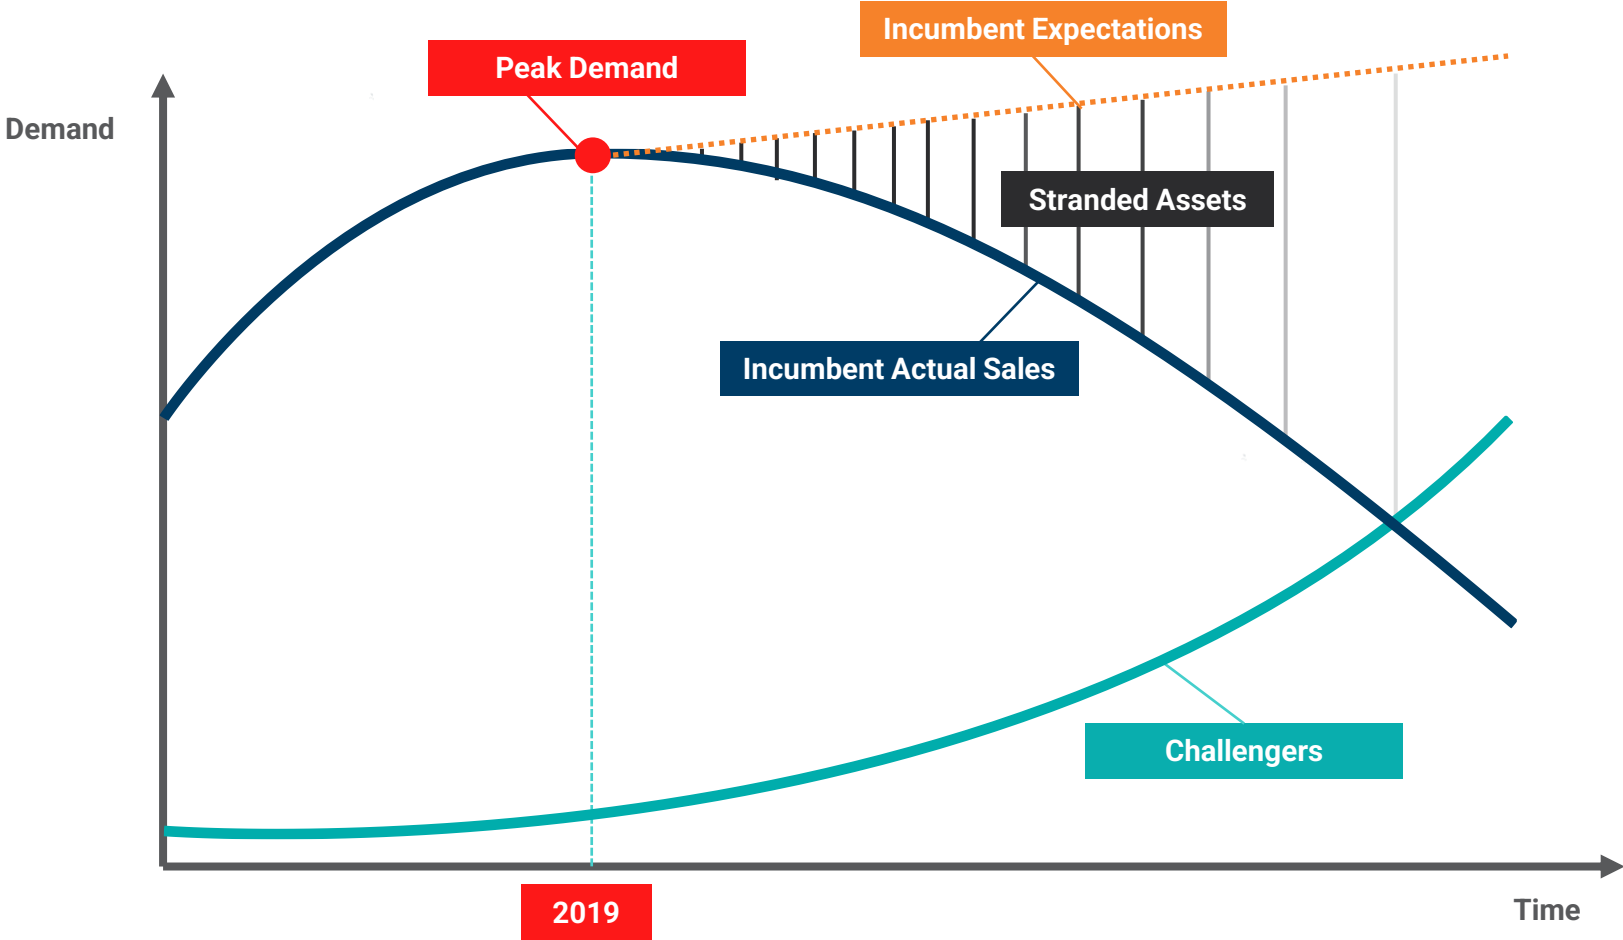 Incumbent Expectations
Peak Demand
Demand
Stranded Assets
Incumbent Actual Sales
Challengers
2019
Time